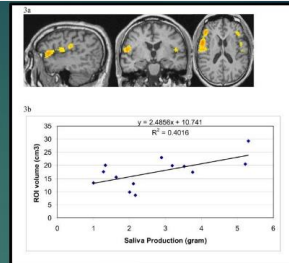 3a
3b
y = 2.4856x + 10.741
R² = 0.4016
ROI volume (cm3)
35
30
25
20
15
10
5
0
0 1 2 3 4 5 6
Saliva Production (gram)